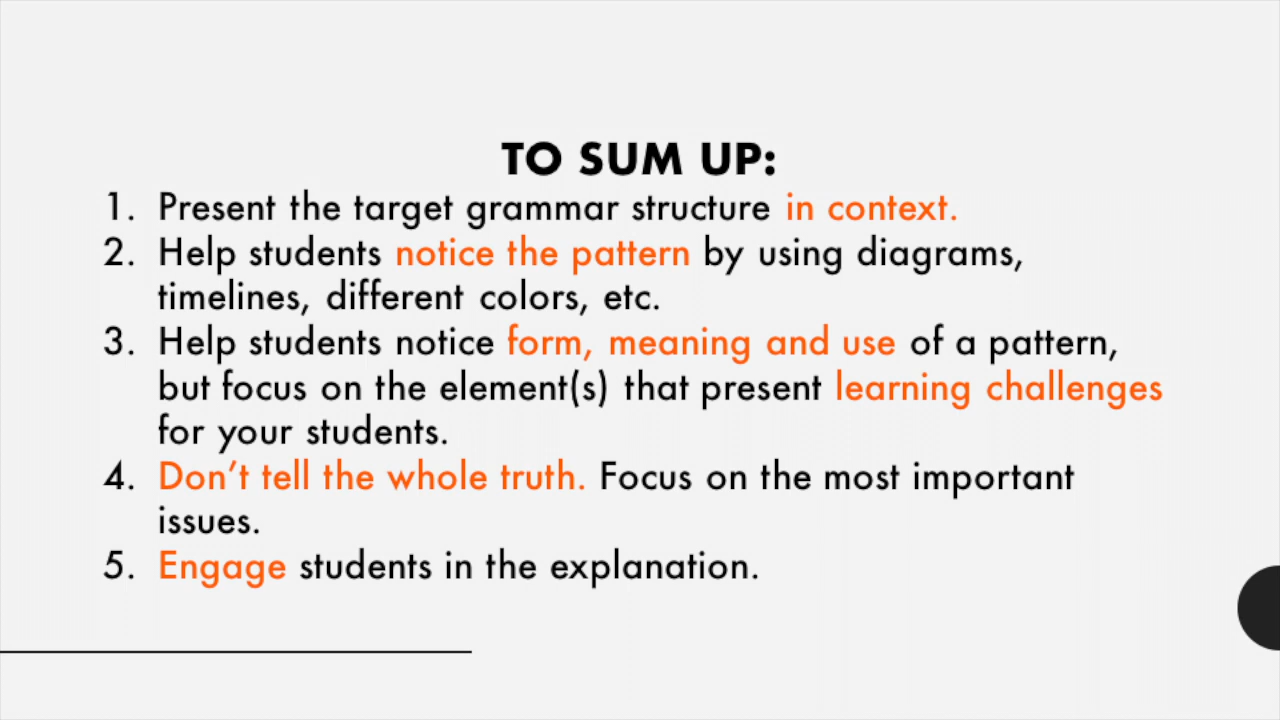 TO SUM UP:
1. Present the target grammar structure in context.
2. Help students notice the pattern by using diagrams,
timelines, different colors, etc.
3. Help students notice form, meaning and use of a pattern,
but focus on the element(s) that present learning challenges
for your students.
4. Don’t tell the whole truth. Focus on the most important
issues.
5. Engage students in the explanation.